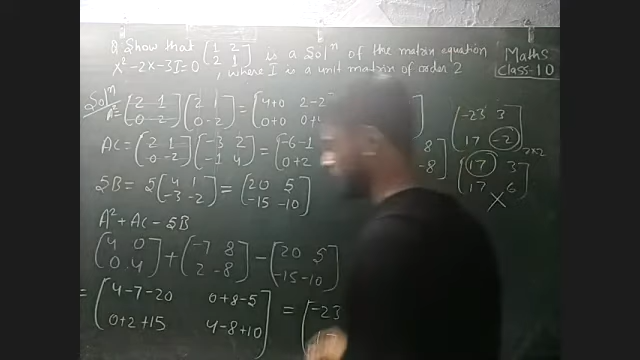 Q. Show that [1 2 2 1] is a Solⁿ of the matrix equation
X² - 2X - 3I = 0, where I is a unit matrix of order 2
Maths
Class-10
Solⁿ
A² = [2 1 0 -2] [2 1 0 -2] = [4+0 2-2 0+0
AC = [2 1 0 -2] [-3 2 -1 4] = [-6-1 0+2 8 -8]
5B = 5 [4 1 -3 -2] = [20 5 -15 -10]
A² + AC - 5B
[4 0 0 4] + [-7 8 2 -8] - [20 5 -15 -10]
= [4-7-20 0+8-5 0+2+15 4-8+10] = [-23
[-23 3 17 -2] 2×2
[17 3 17 6] X